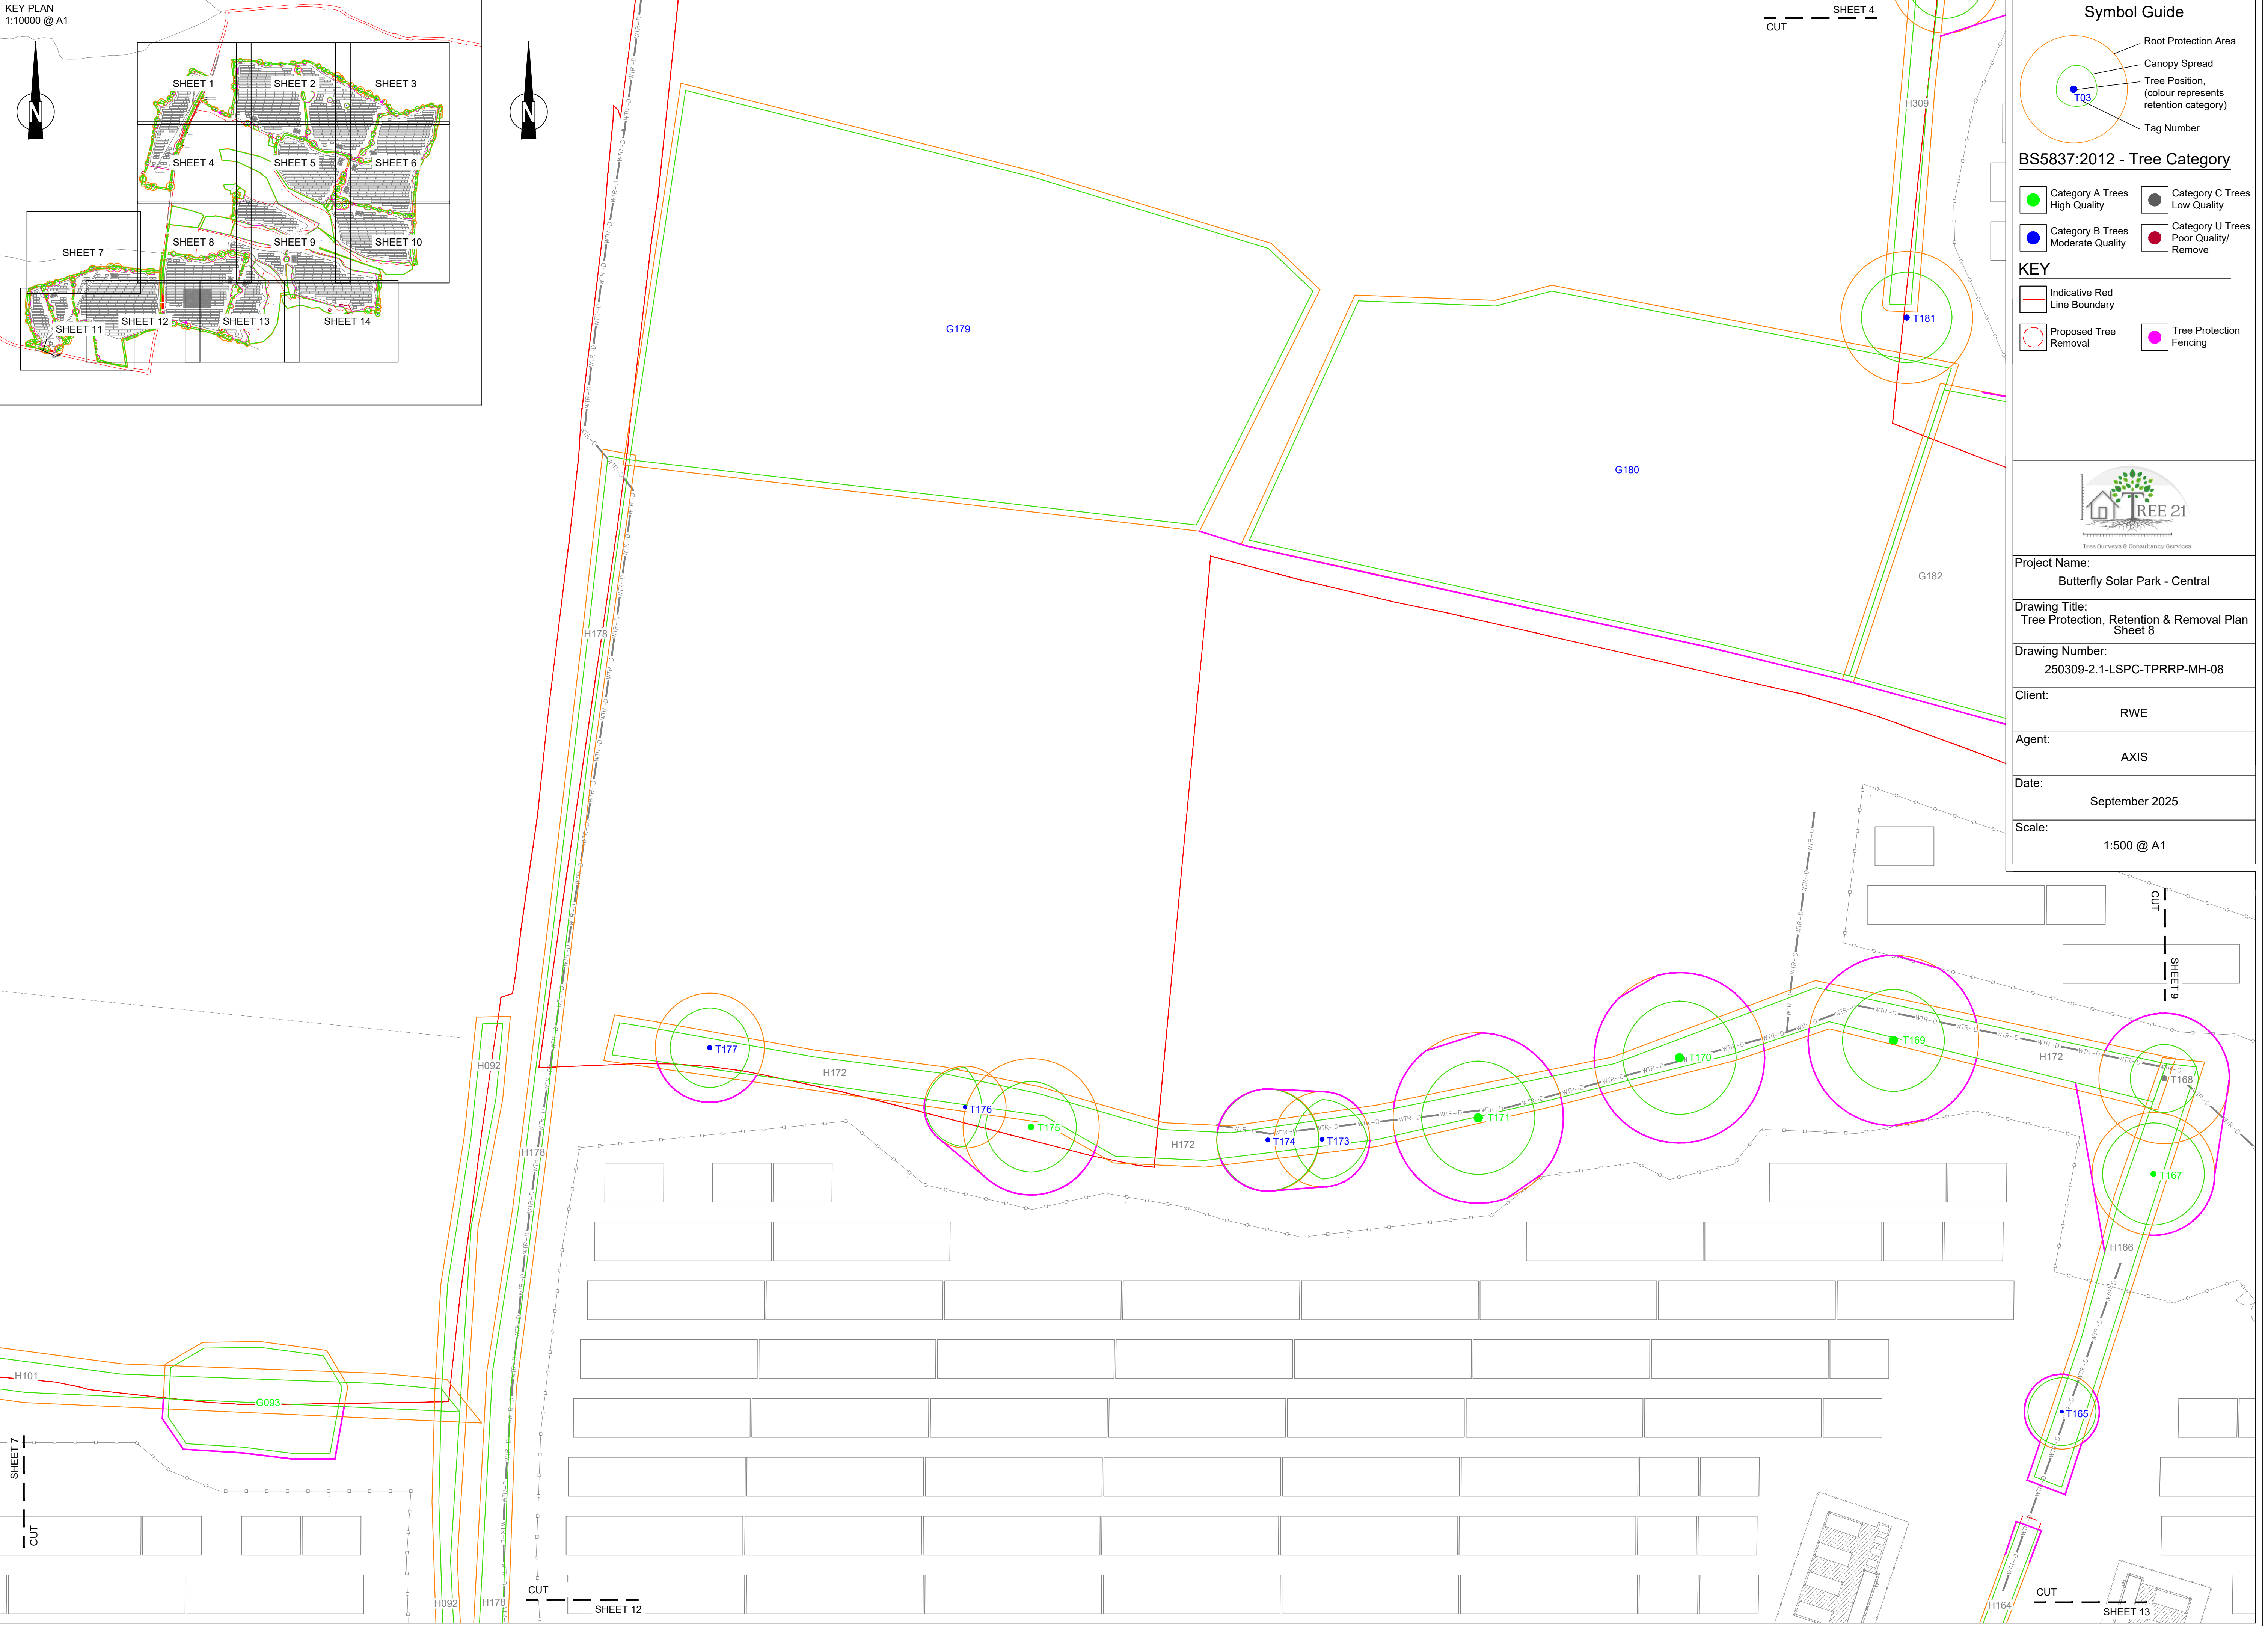 KEY PLAN
1:10000 @ A1
N
SHEET 1
SHEET 2
SHEET 3
SHEET 4
SHEET 5
SHEET 6
SHEET 7
SHEET 8
SHEET 9
SHEET 10
SHEET 11
SHEET 12
SHEET 13
SHEET 14
N
SHEET 4
CUT
H309
G179
T181
G180
G182
H178
H092
T177
H172
T176
T175
H172
T174
T173
T171
T170
T169
H172
T168
T167
H166
T165
H164
H178
H101
G093
H092
H178
SHEET 7
CUT
CUT
SHEET 12
CUT
SHEET 13
CUT
SHEET 9
WTR-D
Symbol Guide
Root Protection Area
Canopy Spread
Tree Position,
(colour represents
retention category)
T03
Tag Number
BS5837:2012 - Tree Category
Category A Trees
High Quality
Category C Trees
Low Quality
Category B Trees
Moderate Quality
Category U Trees
Poor Quality/
Remove
KEY
Indicative Red
Line Boundary
Proposed Tree
Removal
Tree Protection
Fencing
TREE 21
Tree Surveys & Consultancy Services
Project Name:
Butterfly Solar Park - Central
Drawing Title:
Tree Protection, Retention & Removal Plan
Sheet 8
Drawing Number:
250309-2.1-LSPC-TPRRP-MH-08
Client:
RWE
Agent:
AXIS
Date:
September 2025
Scale:
1:500 @ A1